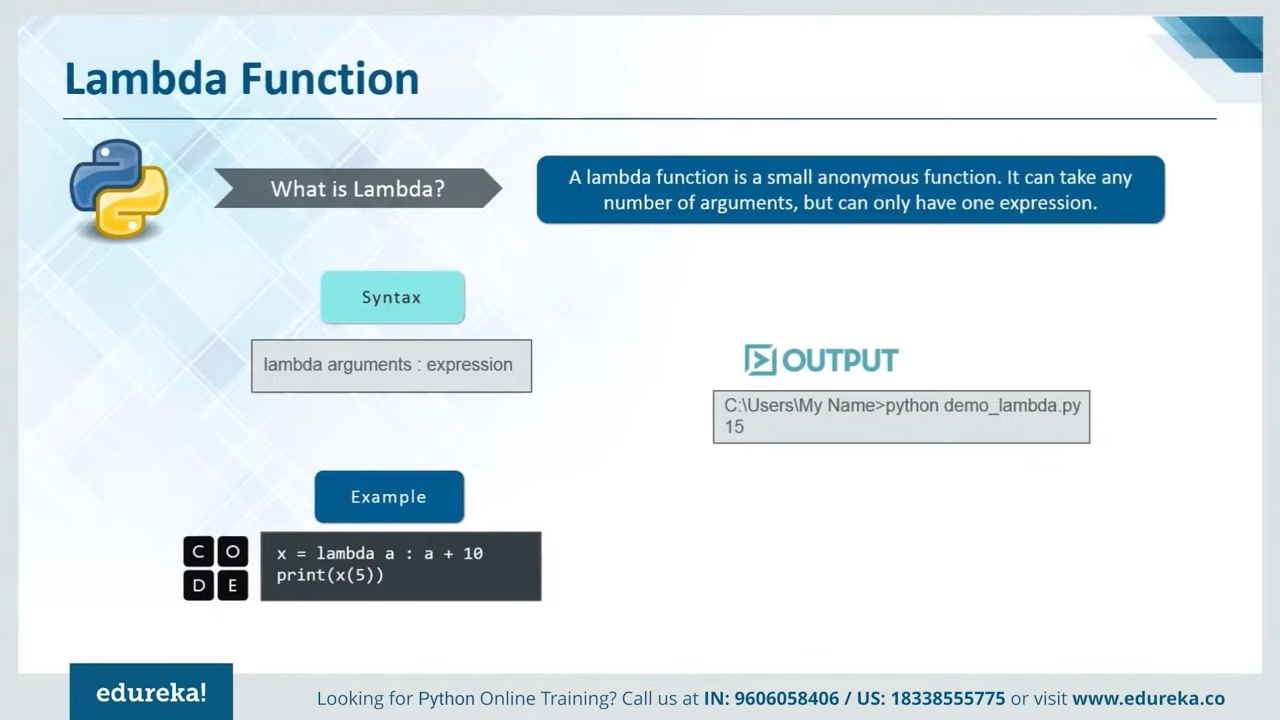 Lambda Function
What is Lambda?
A lambda function is a small anonymous function. It can take any
number of arguments, but can only have one expression.
Syntax
lambda arguments : expression
OUTPUT
C:\Users\My Name>python demo_lambda.py
15
Example
C O
D E
x = lambda a : a + 10
print(x(5))
edureka!
Looking for Python Online Training? Call us at IN: 9606058406 / US: 18338555775 or visit www.edureka.co